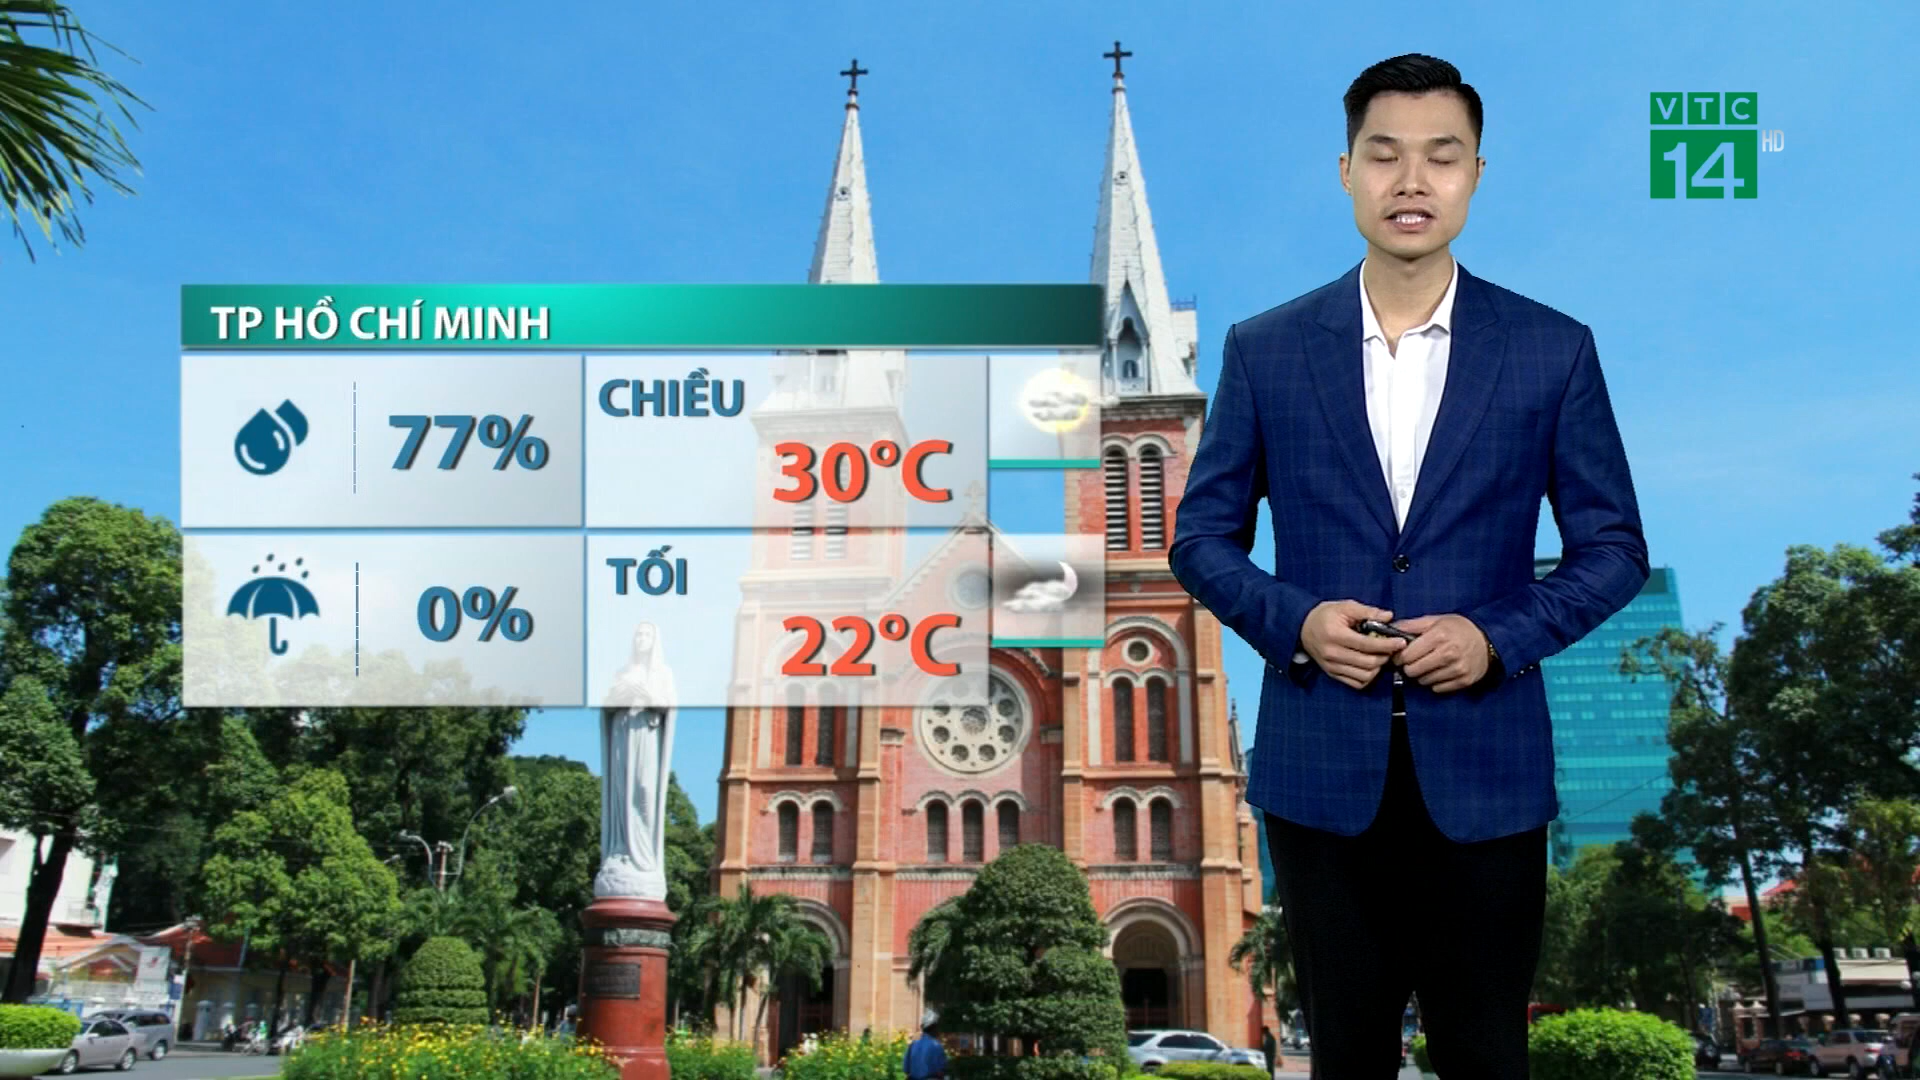 VTC
14 HD
TP HỒ CHÍ MINH
77%
CHIỀU
30°C
0%
TỐI
22°C